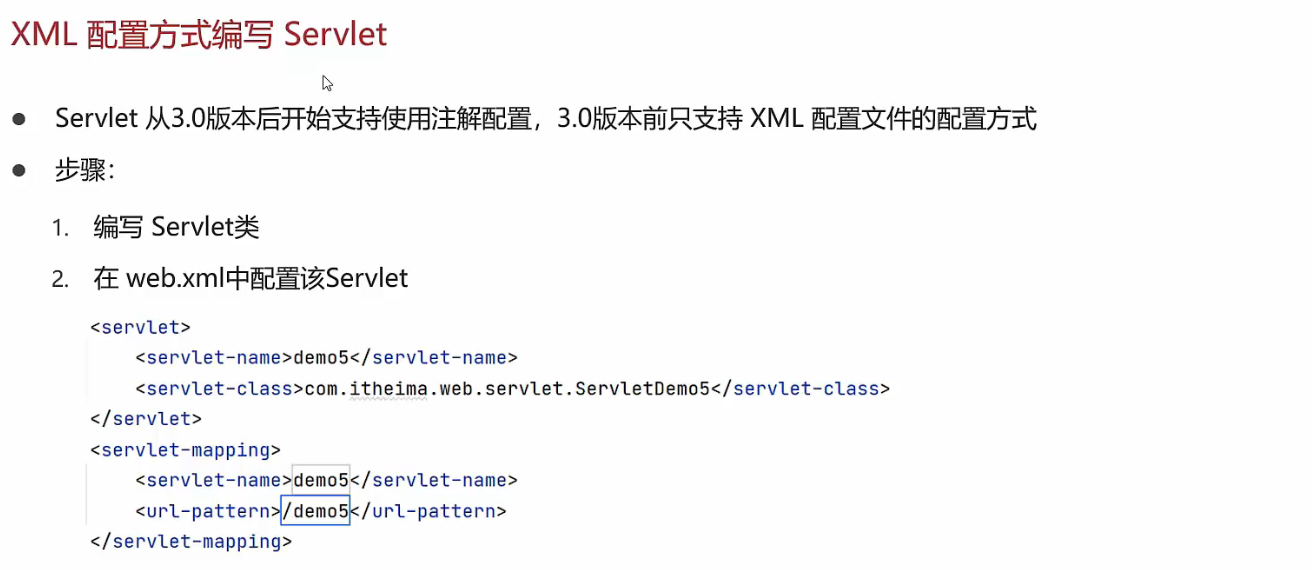 XML 配置方式编写 Servlet
● Servlet 从3.0版本后开始支持使用注解配置，3.0版本前只支持 XML 配置文件的配置方式
● 步骤：
1. 编写 Servlet类
2. 在 web.xml中配置该Servlet
<servlet>
    <servlet-name>demo5</servlet-name>
    <servlet-class>com.itheima.web.servlet.ServletDemo5</servlet-class>
</servlet>
<servlet-mapping>
    <servlet-name>demo5</servlet-name>
    <url-pattern>/demo5</url-pattern>
</servlet-mapping>